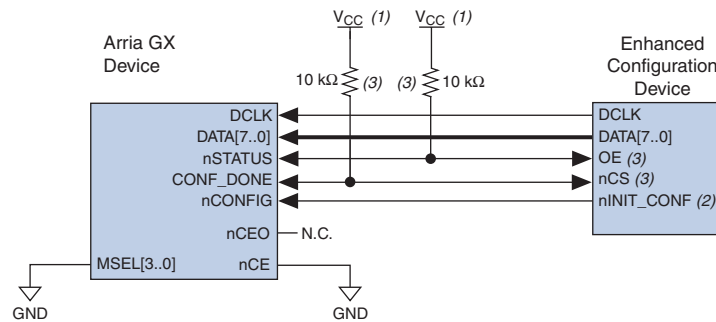 V_CC (1)
V_CC (1)
Arria GX
Device
Enhanced
Configuration
Device
10 kΩ (3)
(3) 10 kΩ
DCLK
DATA[7..0]
nSTATUS
CONF_DONE
nCONFIG
nCEO
N.C.
MSEL[3..0]
nCE
GND
GND
DCLK
DATA[7..0]
OE (3)
nCS (3)
nINIT_CONF (2)